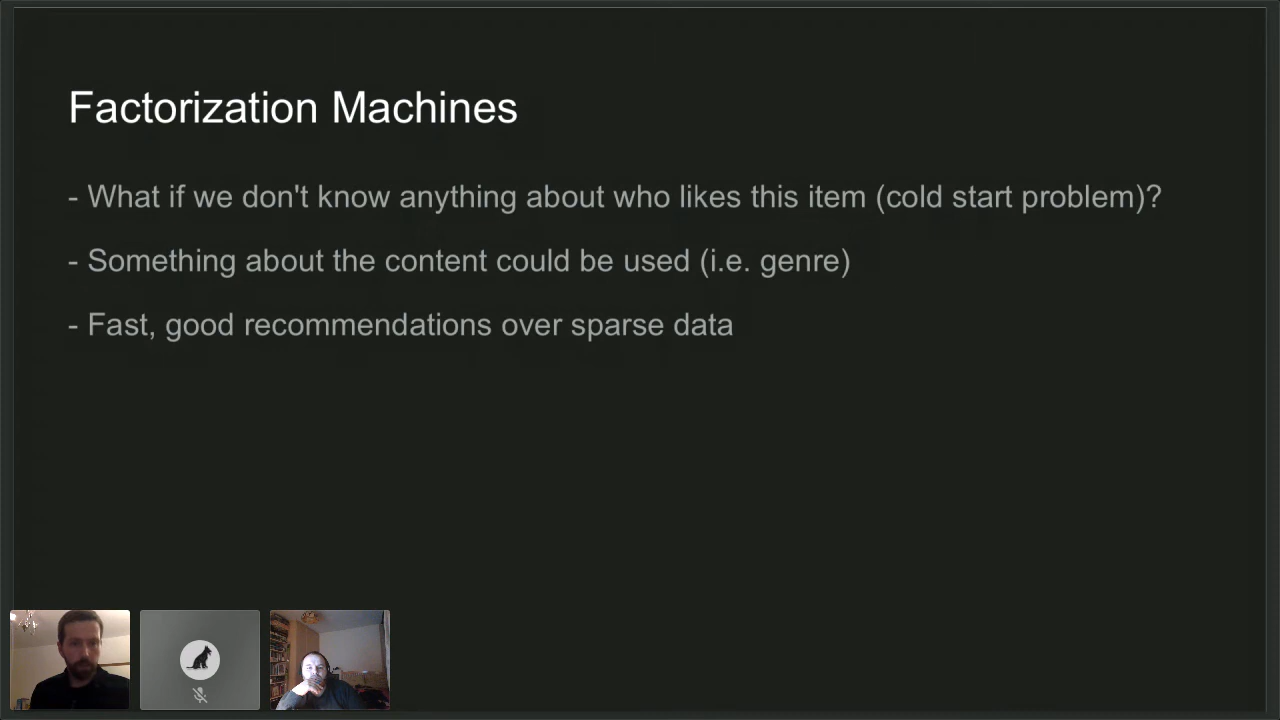 Factorization Machines
- What if we don't know anything about who likes this item (cold start problem)?
- Something about the content could be used (i.e. genre)
- Fast, good recommendations over sparse data